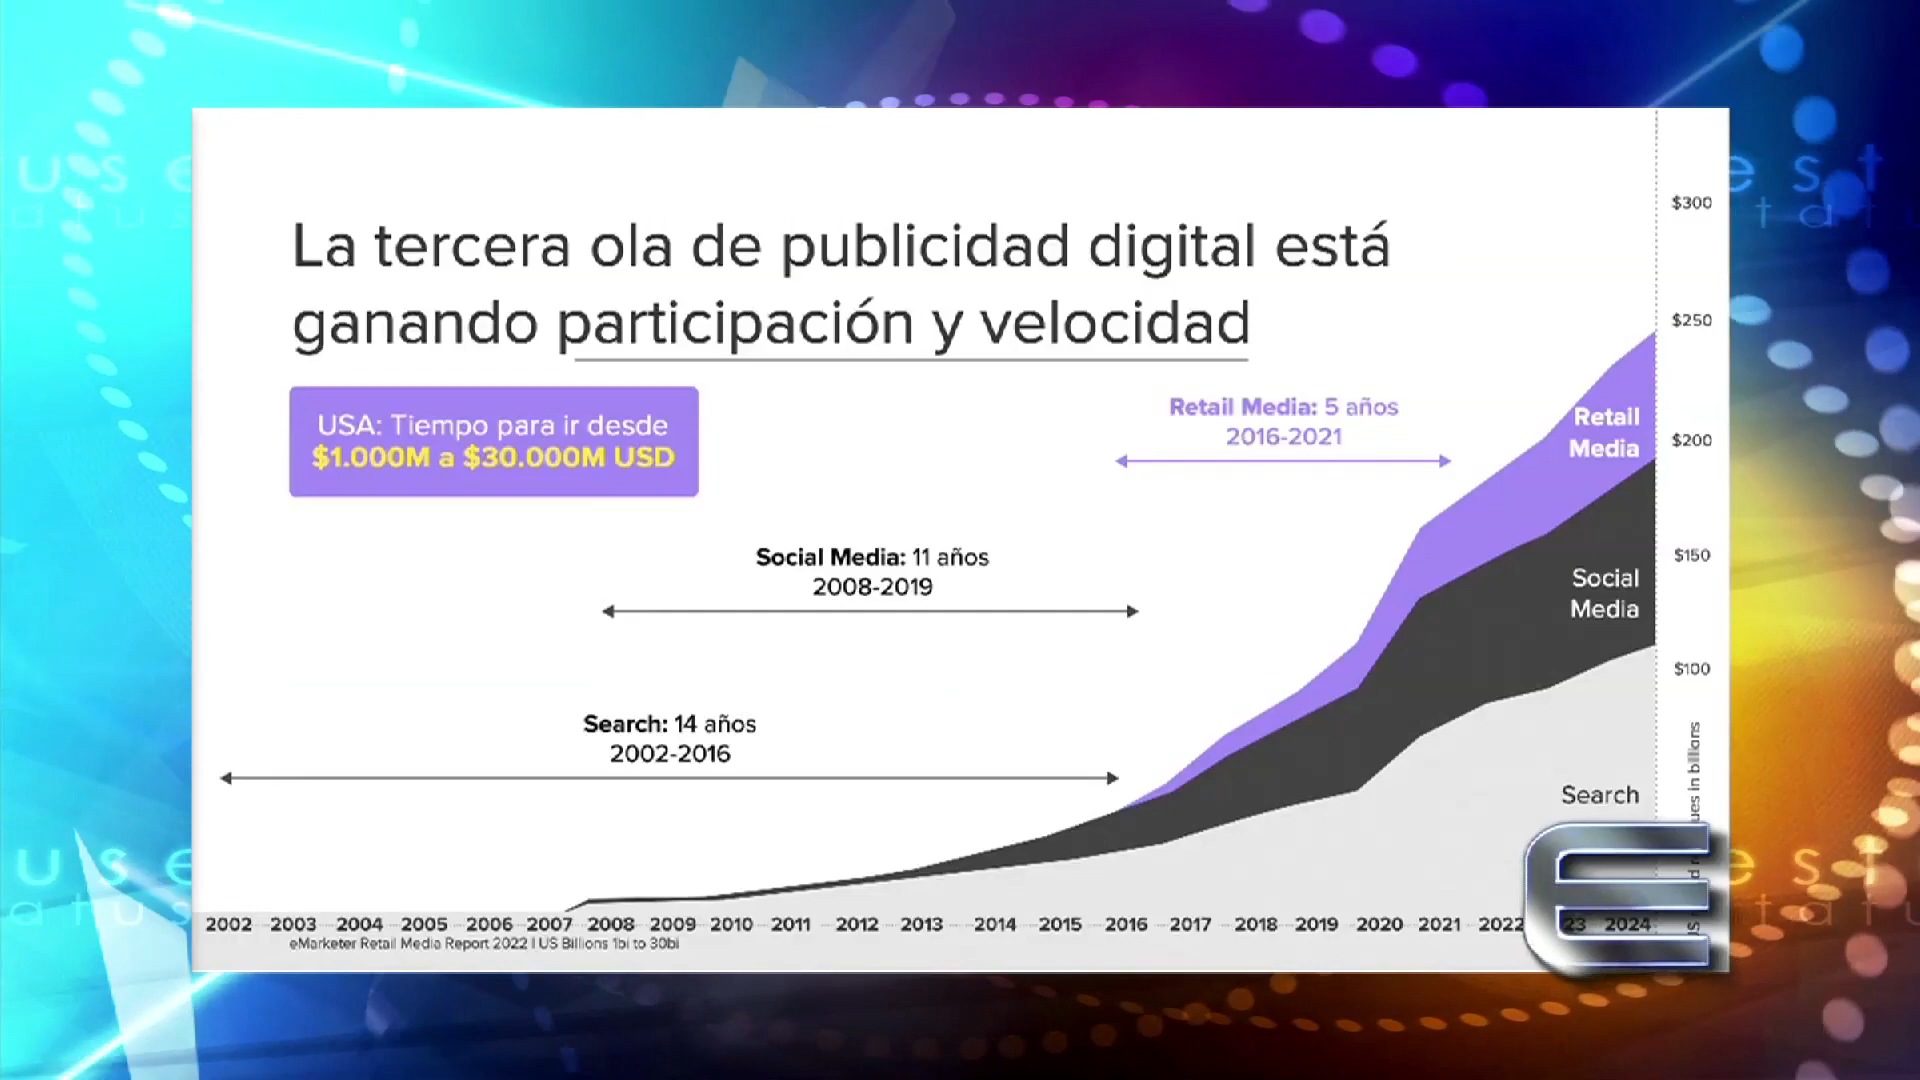 La tercera ola de publicidad digital está
ganando participación y velocidad
USA: Tiempo para ir desde
$1.000M a $30.000M USD
Retail Media: 5 años
2016-2021
Social Media: 11 años
2008-2019
Search: 14 años
2002-2016
Retail
Media
Social
Media
Search
$300
$250
$200
$150
$100
in billions
2002 2003 2004 2005 2006 2007 2008 2009 2010 2011 2012 2013 2014 2015 2016 2017 2018 2019 2020 2021 2022 23 2024
eMarketer Retail Media Report 2022 | US Billions 1bi to 30bi
E